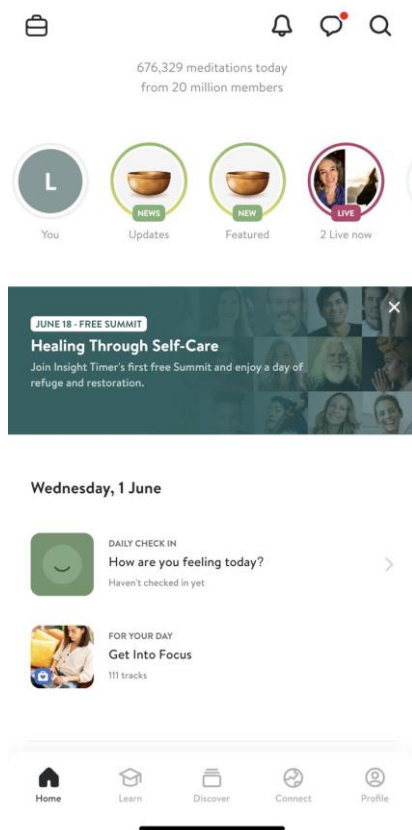 676,329 meditations today
from 20 million members
L
NEWS
NEW
LIVE
You
Updates
Featured
2 Live now
JUNE 18 - FREE SUMMIT
Healing Through Self-Care
Join Insight Timer's first free Summit and enjoy a day of
refuge and restoration.
Wednesday, 1 June
DAILY CHECK IN
How are you feeling today?
Haven't checked in yet
FOR YOUR DAY
Get Into Focus
111 tracks
Home
Learn
Discover
Connect
Profile